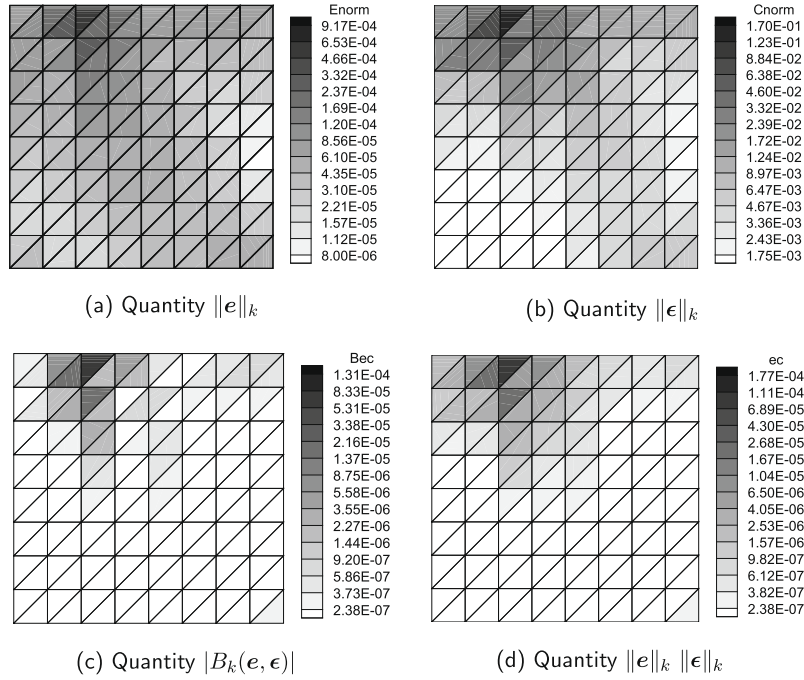 Enorm
9.17E-04
6.53E-04
4.66E-04
3.32E-04
2.37E-04
1.69E-04
1.20E-04
8.56E-05
6.10E-05
4.35E-05
3.10E-05
2.21E-05
1.57E-05
1.12E-05
8.00E-06
(a) Quantity ‖e‖ₖ
Cnorm
1.70E-01
1.23E-01
8.84E-02
6.38E-02
4.60E-02
3.32E-02
2.39E-02
1.72E-02
1.24E-02
8.97E-03
6.47E-03
4.67E-03
3.36E-03
2.43E-03
1.75E-03
(b) Quantity ‖ϵ‖ₖ
Bec
1.31E-04
8.33E-05
5.31E-05
3.38E-05
2.16E-05
1.37E-05
8.75E-06
5.58E-06
3.55E-06
2.27E-06
1.44E-06
9.20E-07
5.86E-07
3.73E-07
2.38E-07
(c) Quantity |Bₖ(e, ϵ)|
ec
1.77E-04
1.11E-04
6.89E-05
4.30E-05
2.68E-05
1.67E-05
1.04E-05
6.50E-06
4.05E-06
2.53E-06
1.57E-06
9.82E-07
6.12E-07
3.82E-07
2.38E-07
(d) Quantity ‖e‖ₖ ‖ϵ‖ₖ